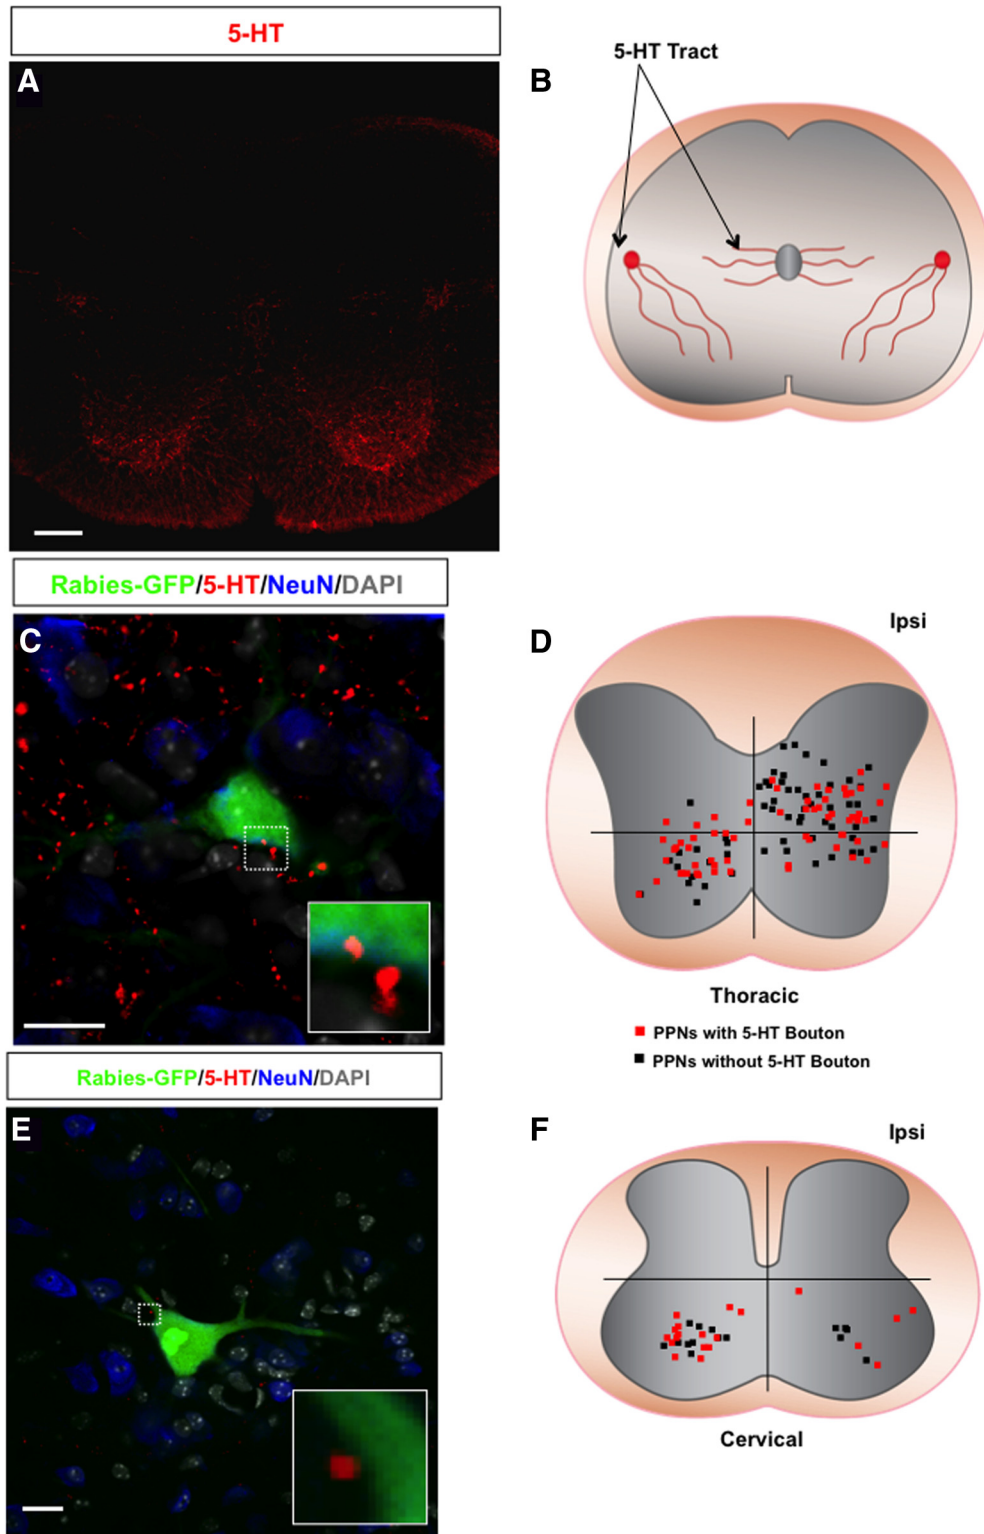 5-HT
A
B
5-HT Tract
Rabies-GFP/5-HT/NeuN/DAPI
C
D
Ipsi
Thoracic
PPNs with 5-HT Bouton
PPNs without 5-HT Bouton
Rabies-GFP/5-HT/NeuN/DAPI
E
F
Ipsi
Cervical